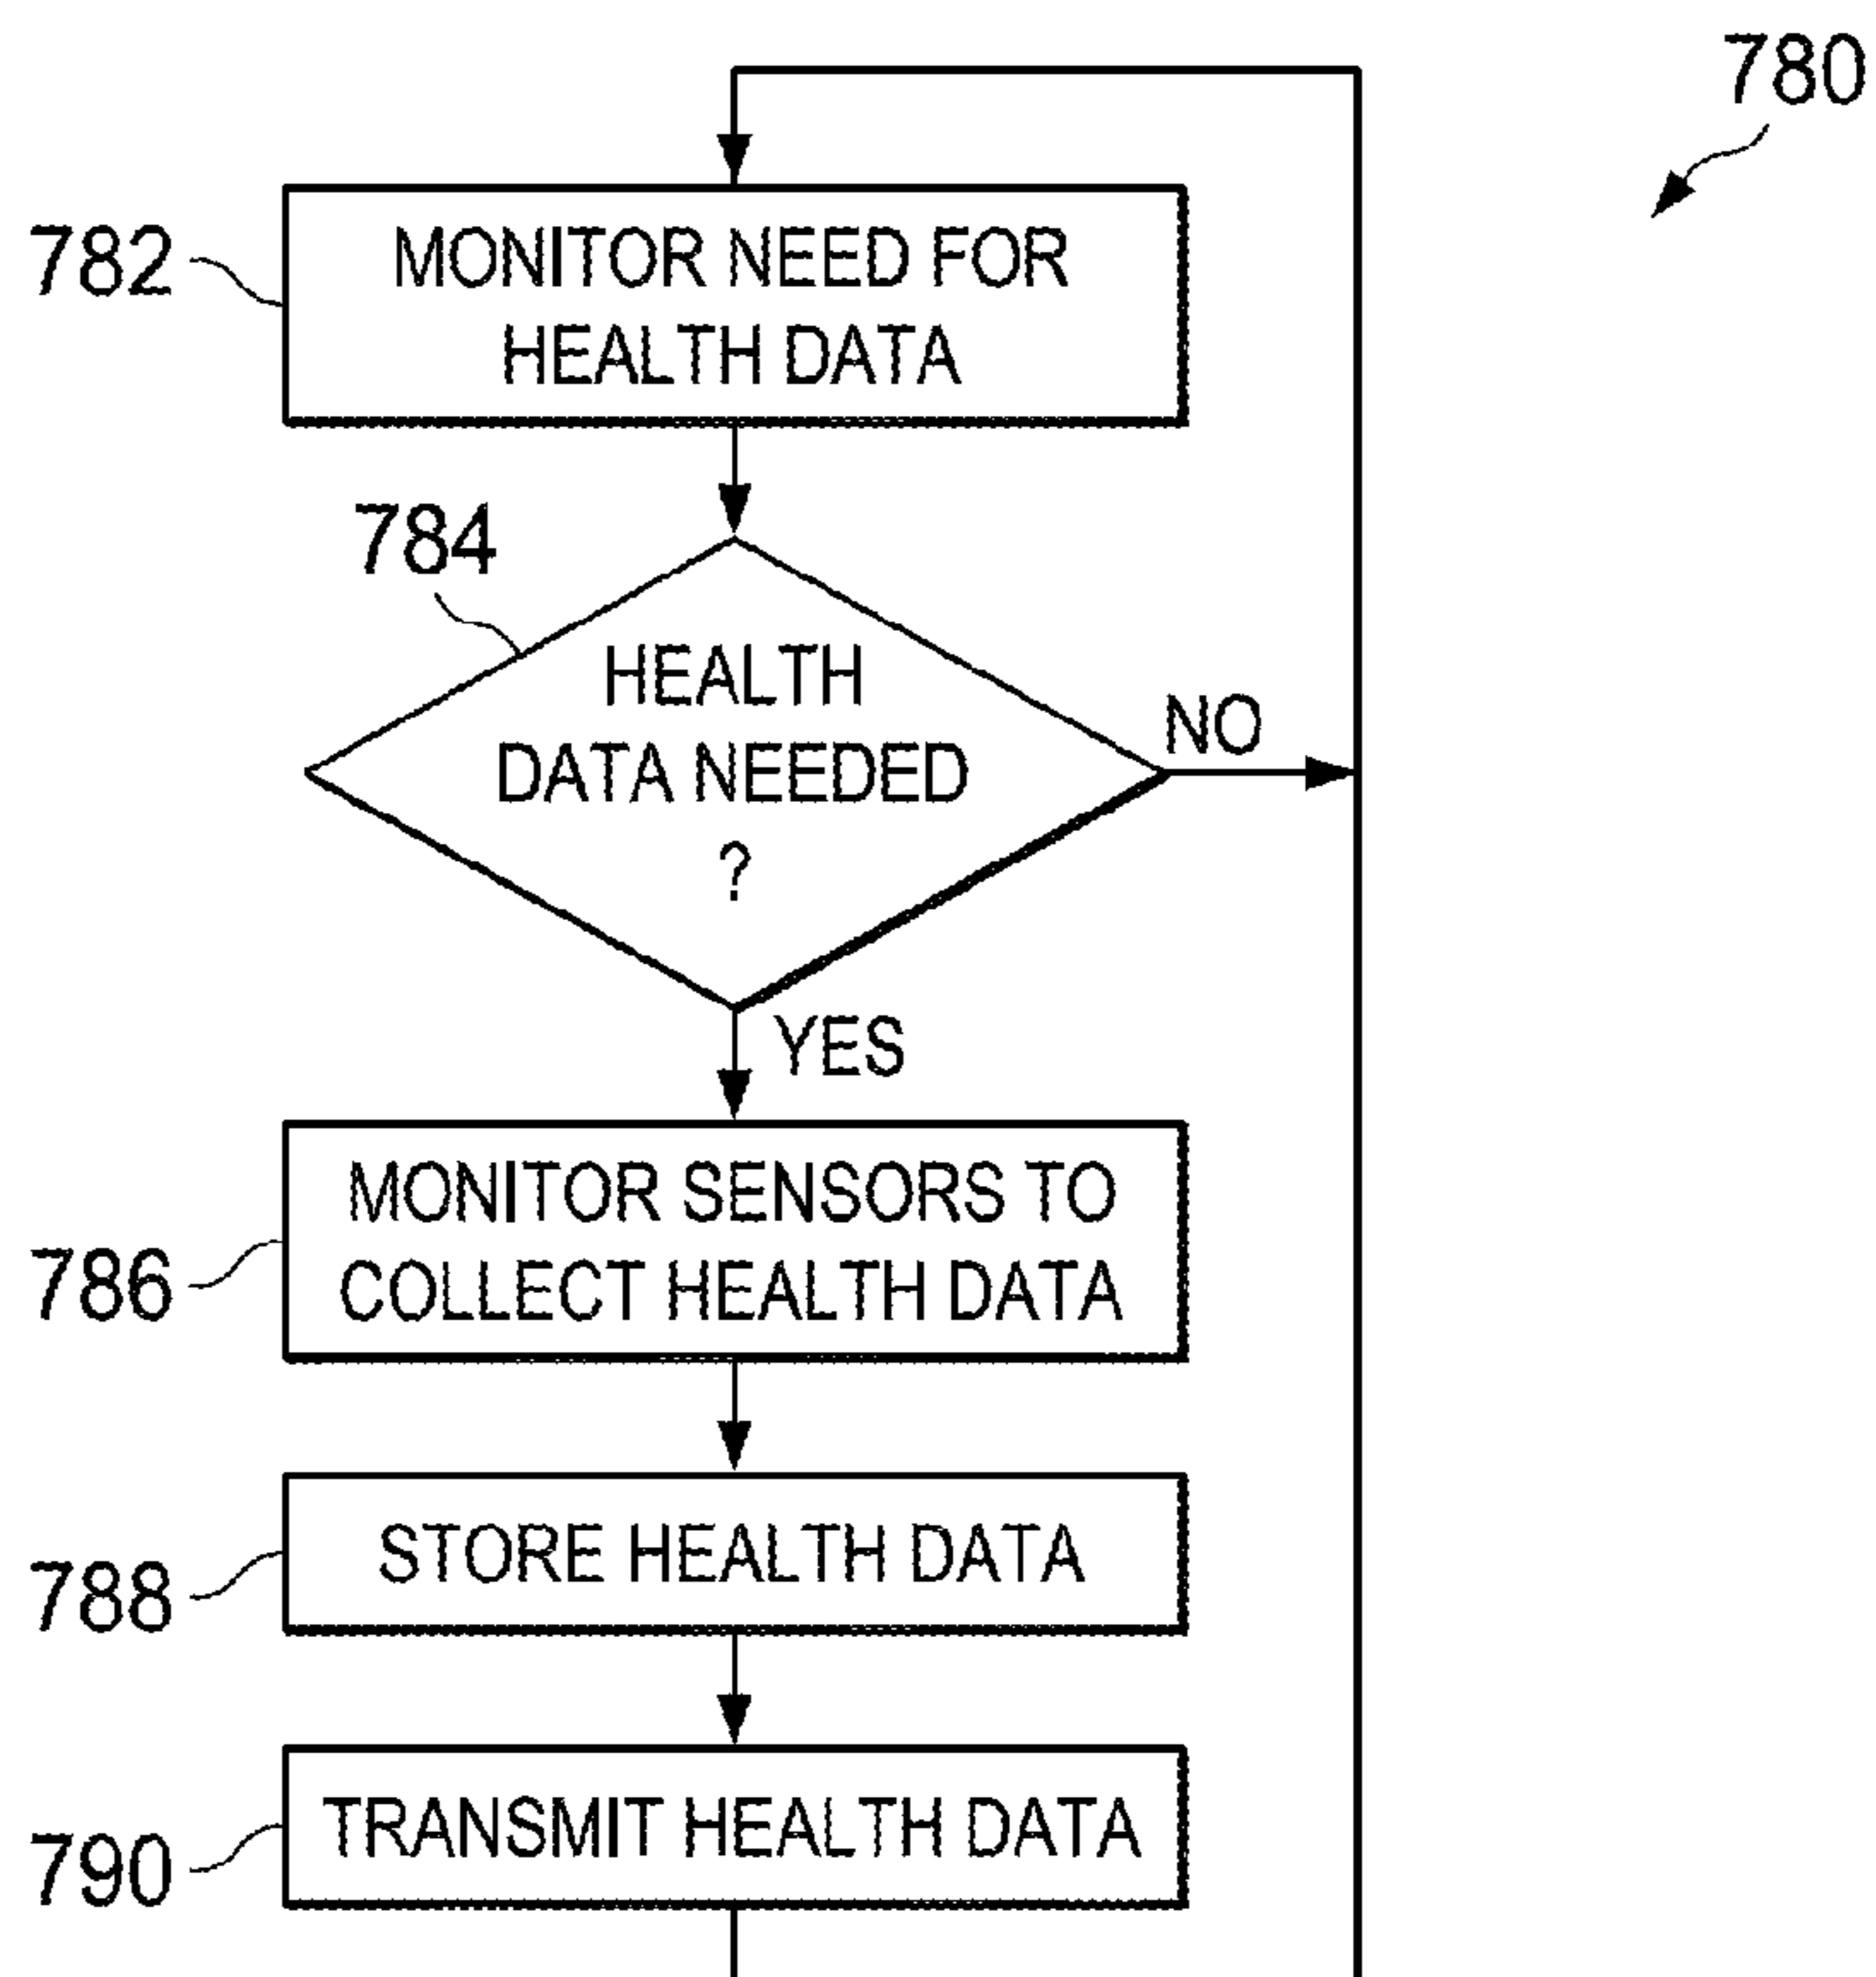 780
782
MONITOR NEED FOR
HEALTH DATA
784
HEALTH
DATA NEEDED
?
NO
YES
786
MONITOR SENSORS TO
COLLECT HEALTH DATA
788
STORE HEALTH DATA
790
TRANSMIT HEALTH DATA